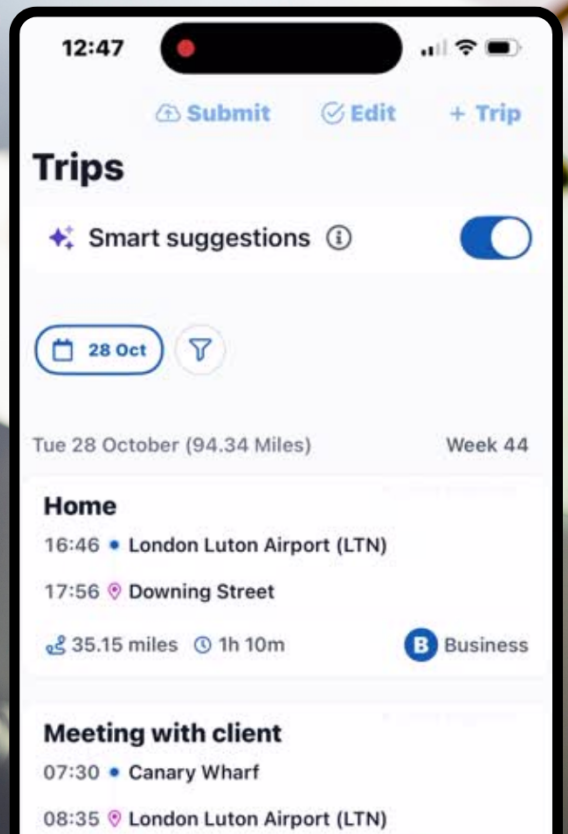 12:47
Submit Edit + Trip
Trips
Smart suggestions
28 Oct
Tue 28 October (94.34 Miles) Week 44
Home
16:46 London Luton Airport (LTN)
17:56 Downing Street
35.15 miles 1h 10m B Business
Meeting with client
07:30 Canary Wharf
08:35 London Luton Airport (LTN)